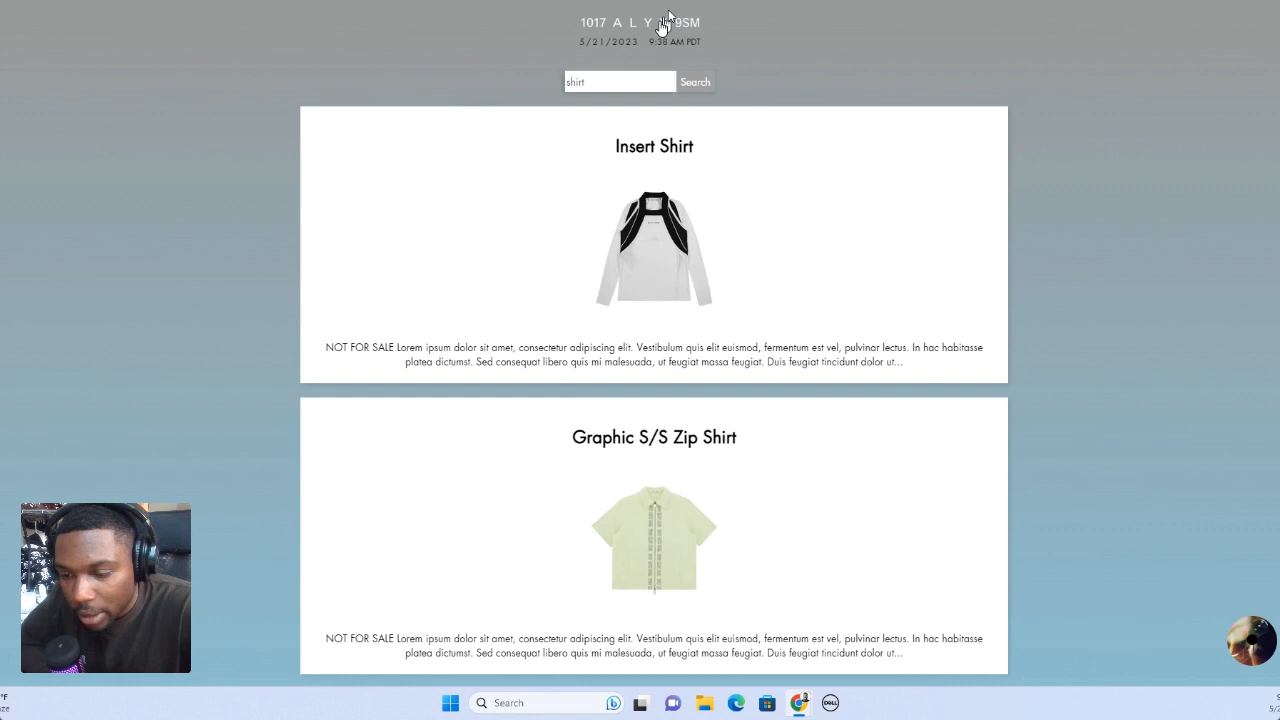 1017 A L Y 9SM
5/21/2023 9:38 AM PDT
shirt Search
Insert Shirt
NOT FOR SALE Lorem ipsum dolor sit amet, consectetur adipiscing elit. Vestibulum quis elit euismod, fermentum est vel, pulvinar lectus. In hac habitasse
platea dictumst. Sed consequat libero quis mi malesuada, ut feugiat massa feugiat. Duis feugiat tincidunt dolor ut...
Graphic S/S Zip Shirt
NOT FOR SALE Lorem ipsum dolor sit amet, consectetur adipiscing elit. Vestibulum quis elit euismod, fermentum est vel, pulvinar lectus. In hac habitasse
platea dictumst. Sed consequat libero quis mi malesuada, ut feugiat massa feugiat. Duis feugiat tincidunt dolor ut...
Search
DELL